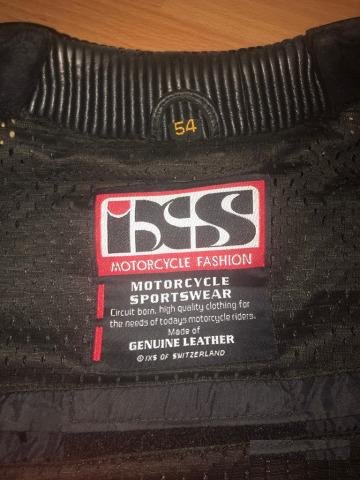 54
iXS
MOTORCYCLE FASHION
MOTORCYCLE
SPORTSWEAR
Circuit born, high quality clothing for
the needs of todays motorcycle riders.
Made of
GENUINE LEATHER
© IXS OF SWITZERLAND